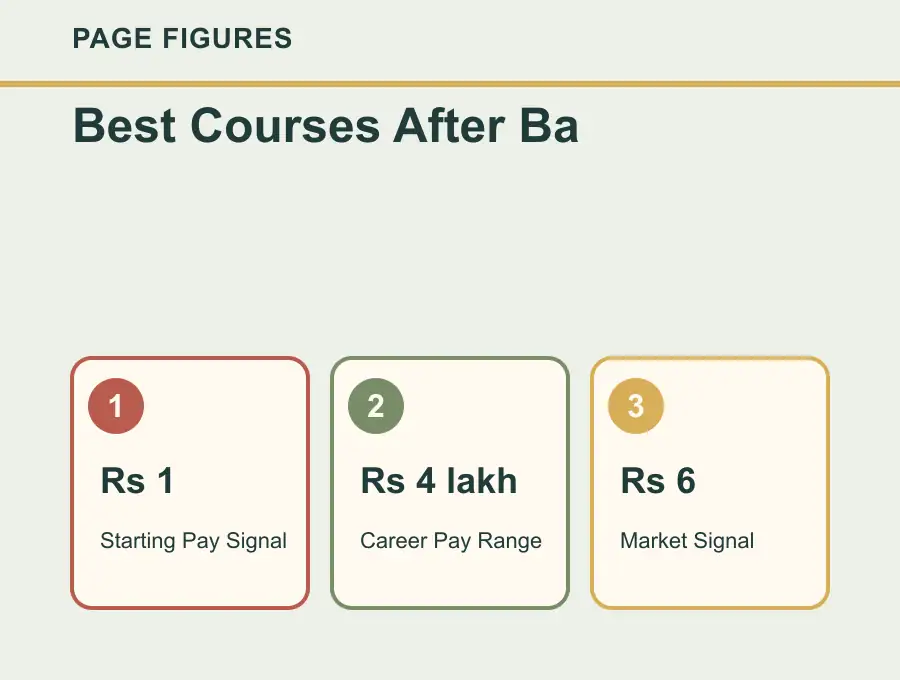 PAGE FIGURES
Best Courses After Ba
1
Rs 1
Starting Pay Signal
2
Rs 4 lakh
Career Pay Range
3
Rs 6
Market Signal